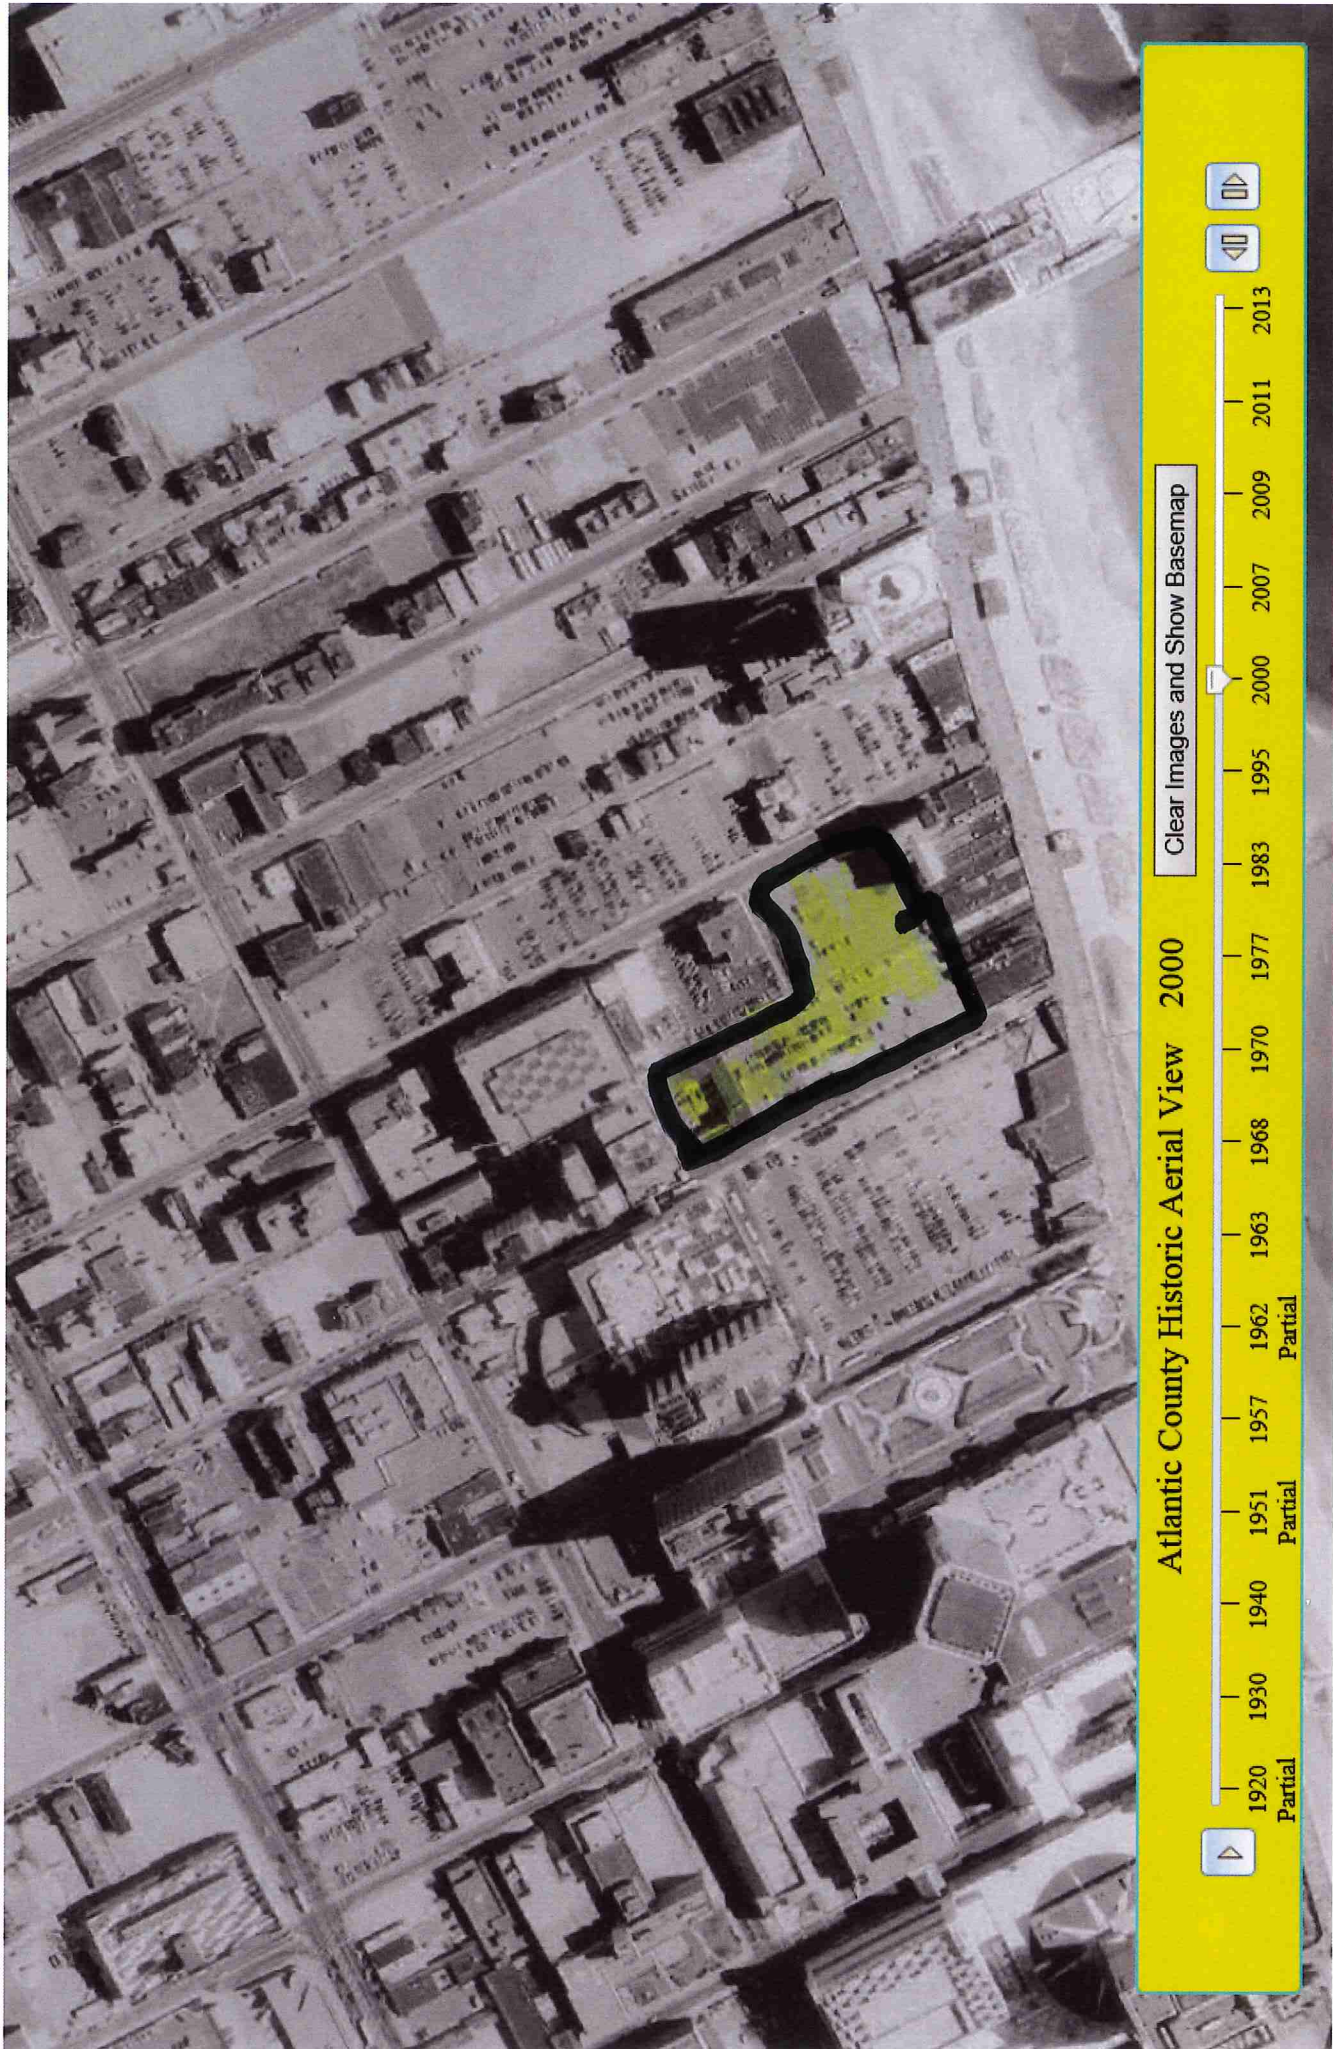 Clear Images and Show Basemap
Atlantic County Historic Aerial View 2000
1920 1930 1940 1951 1957 1962 1963 1968 1970 1977 1983 1995 2000 2007 2009 2011 2013
Partial Partial Partial